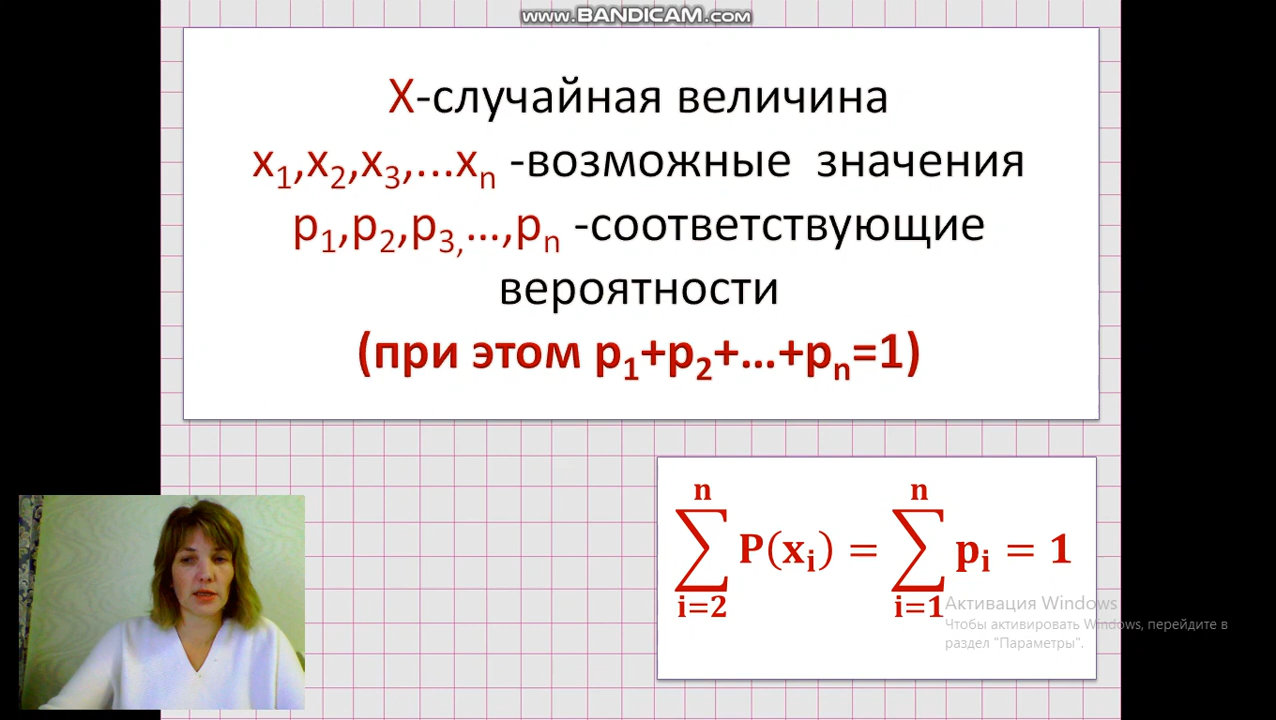 www.BANDICAM.com
X-случайная величина
x₁,x₂,x₃,...xₙ -возможные значения
p₁,p₂,p₃,...,pₙ -соответствующие
вероятности
(при этом p₁+p₂+...+pₙ=1)
n n
∑ P(xᵢ) = ∑ pᵢ = 1
i=2 i=1
Активация Windows
Чтобы активировать Windows, перейдите в
раздел "Параметры".